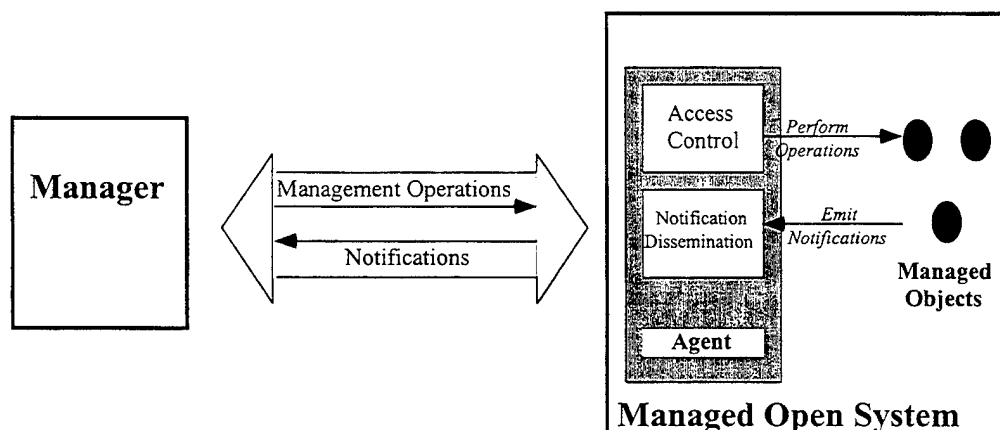 Manager
Management Operations
Notifications
Access
Control
Perform
Operations
Notification
Dissemination
Emit
Notifications
Managed
Objects
Agent
Managed Open System